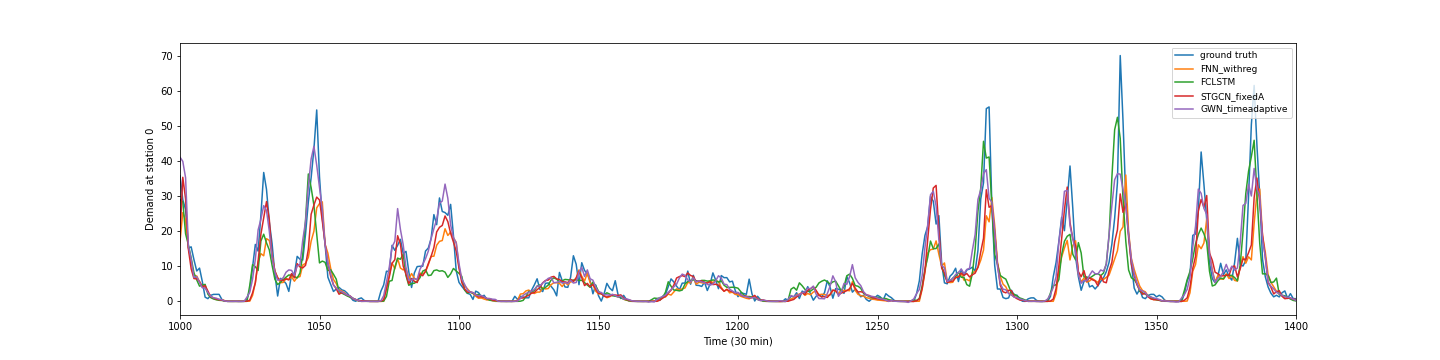 70
60
50
40
30
20
10
0
Demand at station 0
1000
1050
1100
1150
1200
1250
1300
1350
1400
Time (30 min)
ground truth
FNN_withreg
FCLSTM
STGCN_fixedA
GWN_timeadaptive